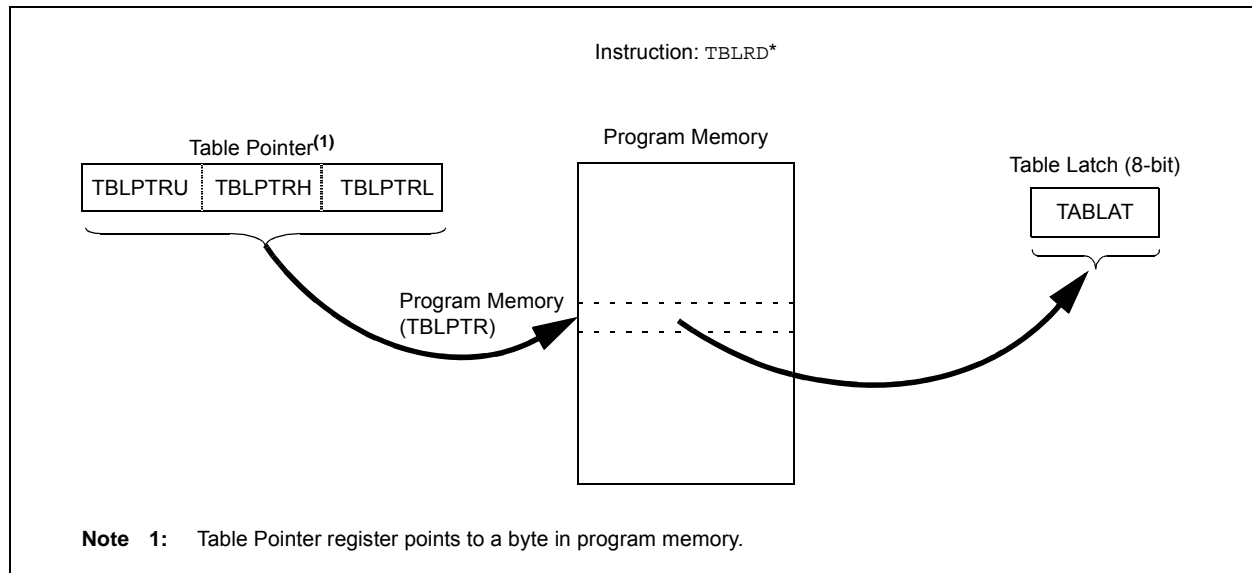 Instruction: TBLRD*
Table Pointer(1)
TBLPTRU TBLPTRH TBLPTRL
Program Memory
Table Latch (8-bit)
TABLAT
Program Memory
(TBLPTR)
Note 1: Table Pointer register points to a byte in program memory.